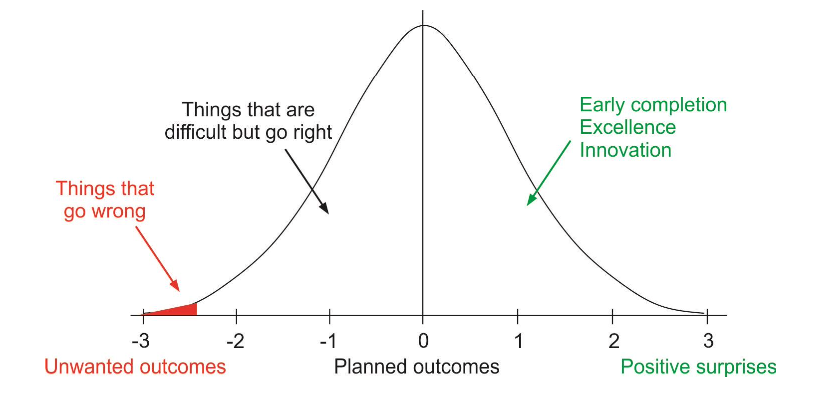 Things that are
difficult but go right
Early completion
Excellence
Innovation
Things that
go wrong
-3 -2 -1 0 1 2 3
Unwanted outcomes Planned outcomes Positive surprises